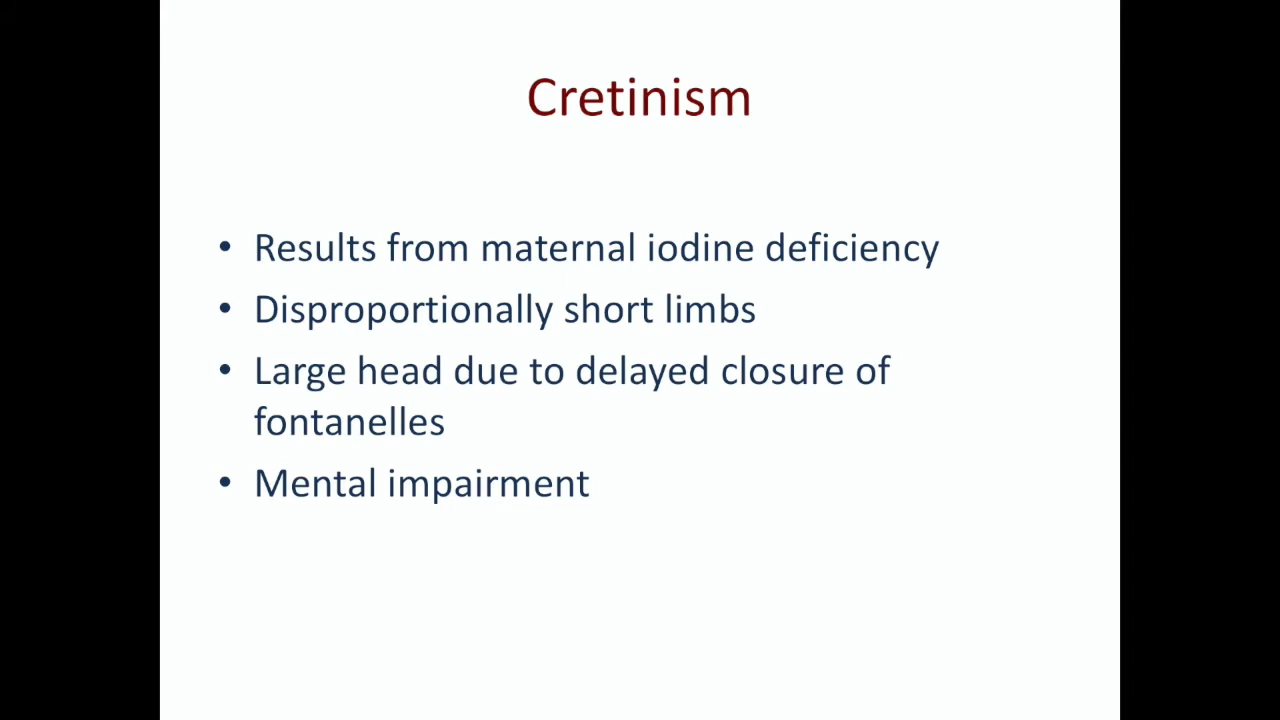 Cretinism
• Results from maternal iodine deficiency
• Disproportionally short limbs
• Large head due to delayed closure of
fontanelles
• Mental impairment